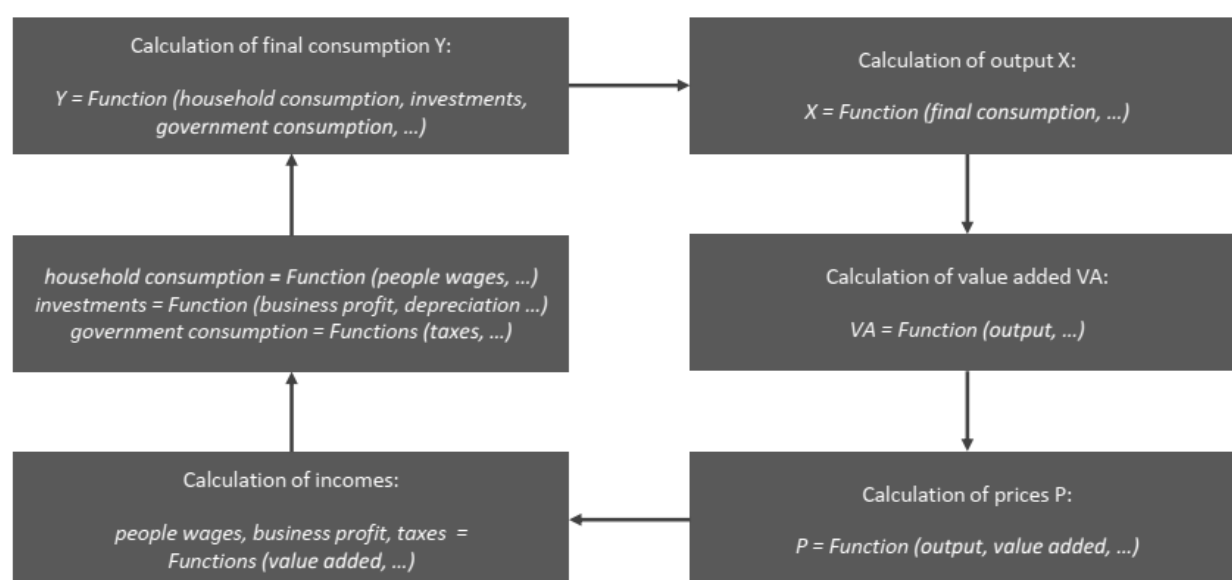 Calculation of final consumption Y:
Y = Function (household consumption, investments,
government consumption, …)
Calculation of output X:
X = Function (final consumption, …)
Calculation of value added VA:
VA = Function (output, …)
Calculation of prices P:
P = Function (output, value added, …)
Calculation of incomes:
people wages, business profit, taxes =
Functions (value added, …)
household consumption = Function (people wages, …)
investments = Function (business profit, depreciation …)
government consumption = Functions (taxes, …)